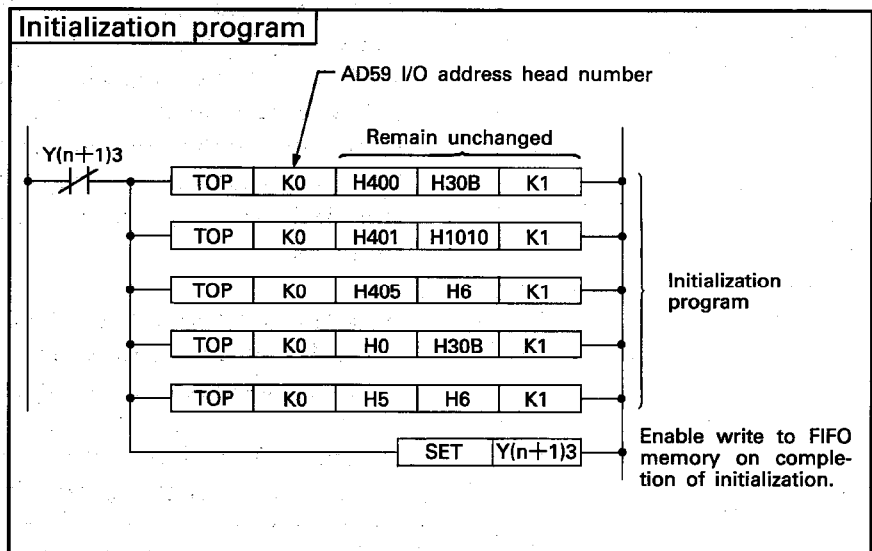 Initialization program
AD59 I/O address head number
Remain unchanged
Y(n+1)3
TOP K0 H400 H30B K1
TOP K0 H401 H1010 K1
TOP K0 H405 H6 K1
Initialization
program
TOP K0 H0 H30B K1
TOP K0 H5 H6 K1
SET Y(n+1)3
Enable write to FIFO
memory on comple-
tion of initialization.